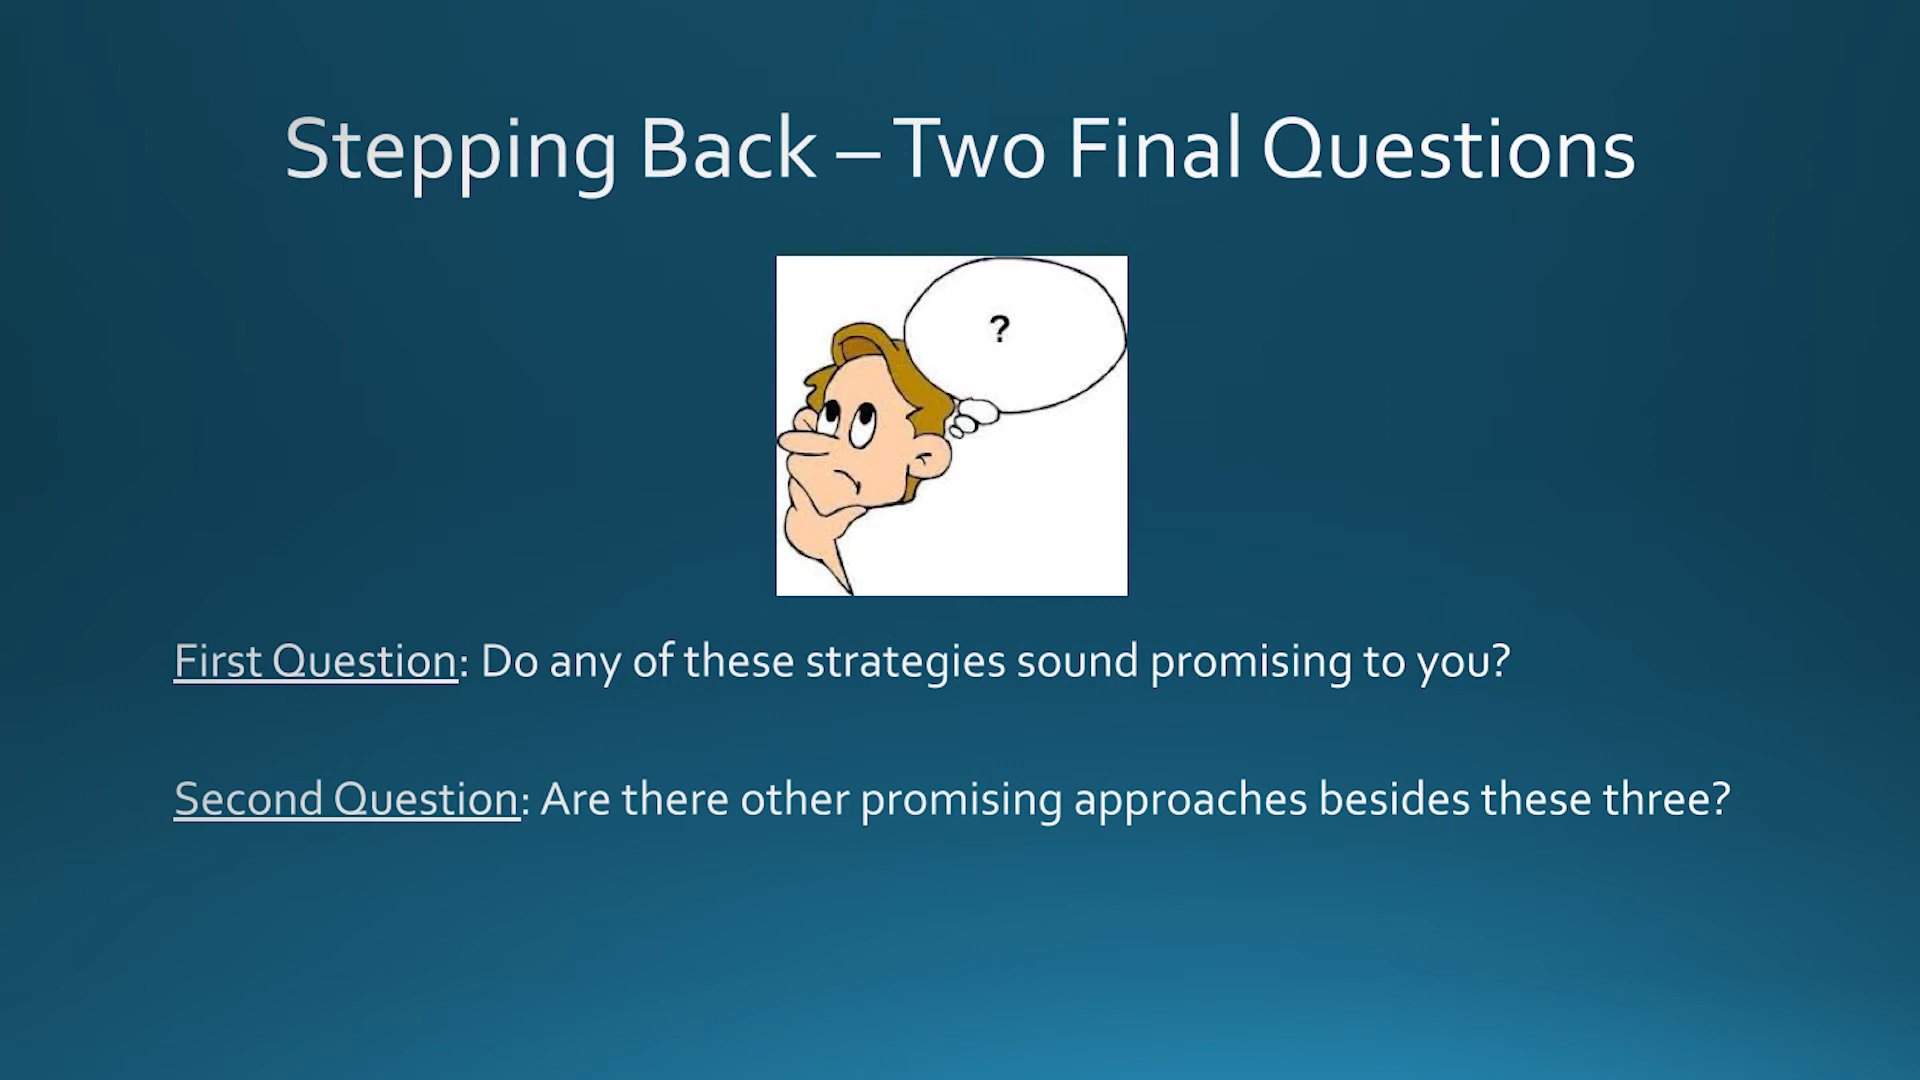 Stepping Back – Two Final Questions
?
First Question: Do any of these strategies sound promising to you?
Second Question: Are there other promising approaches besides these three?